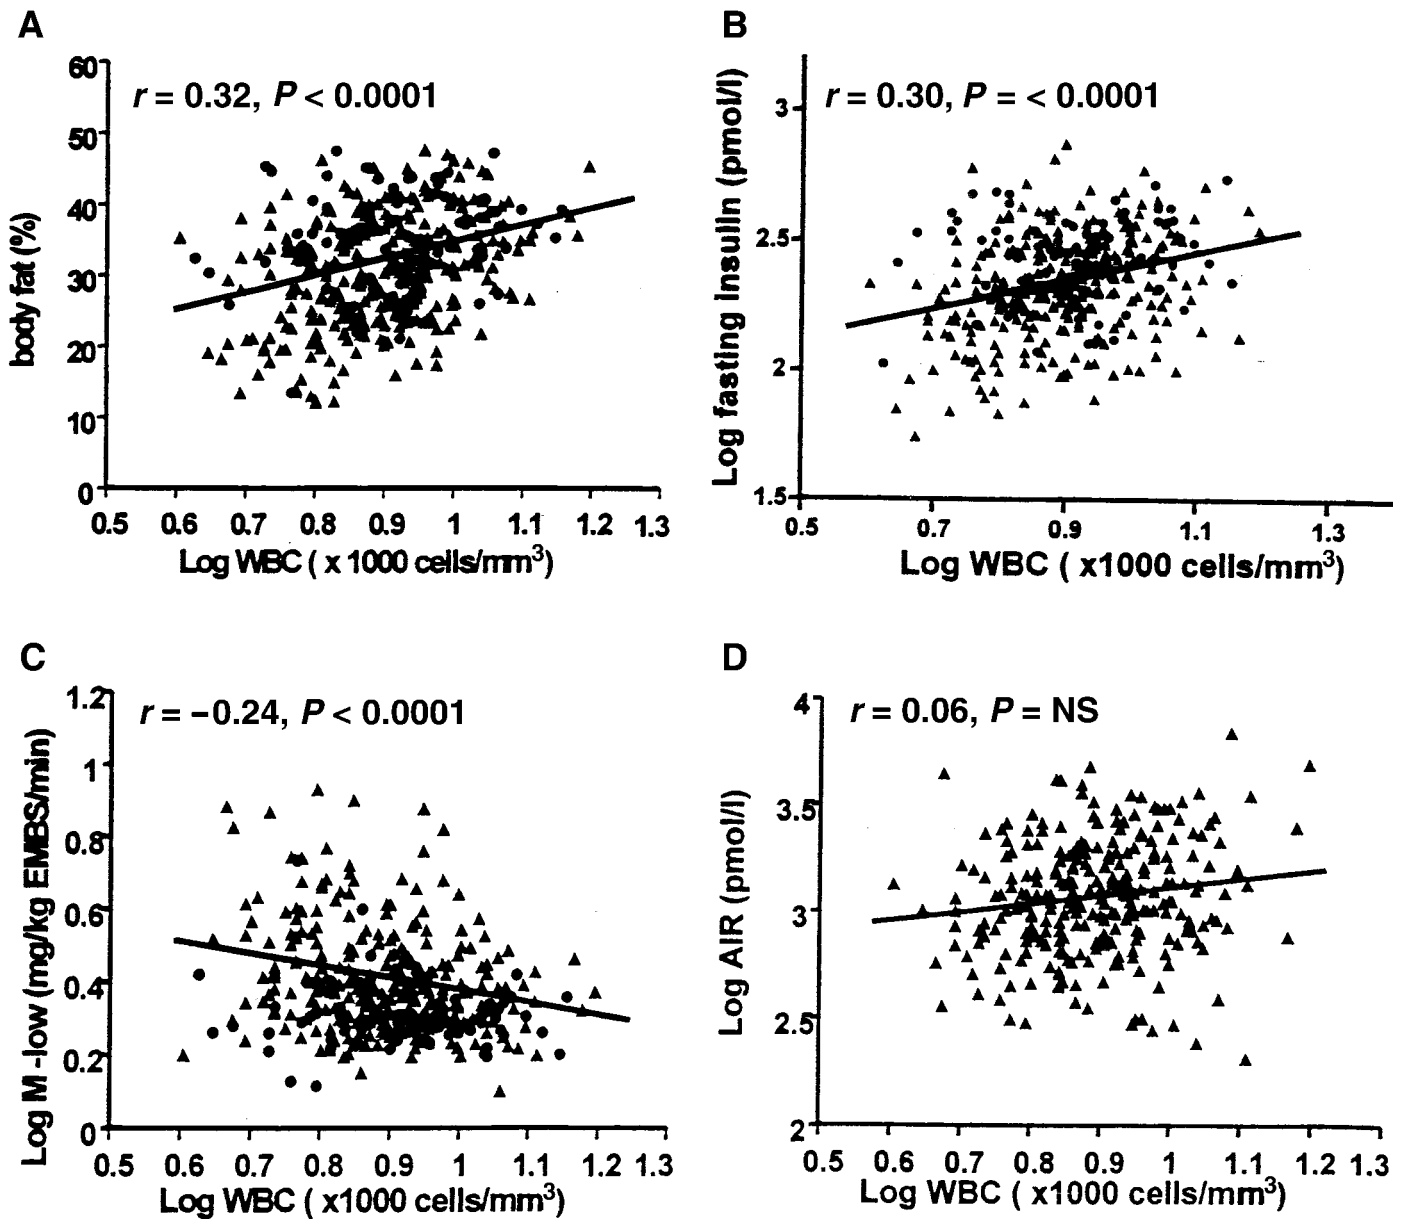 A
r = 0.32, P < 0.0001
body fat (%)
60
50
40
30
20
10
0
0.5 0.6 0.7 0.8 0.9 1 1.1 1.2 1.3
Log WBC ( x 1000 cells/mm³)
B
r = 0.30, P = < 0.0001
Log fasting Insulin (pmol/l)
3
2.5
2
1.5
0.5 0.7 0.9 1.1 1.3
Log WBC ( x1000 cells/mm³)
C
r = −0.24, P < 0.0001
Log M -low (mg/kg EMBS/min)
1.2
1
0.8
0.6
0.4
0.2
0
0.5 0.6 0.7 0.8 0.9 1 1.1 1.2 1.3
Log WBC ( x1000 cells/mm³)
D
r = 0.06, P = NS
Log AIR (pmol/l)
4
3.5
3
2.5
2
0.5 0.6 0.7 0.8 0.9 1 1.1 1.2 1.3
Log WBC ( x1000 cells/mm³)